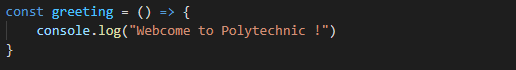 const greeting = () => {
    console.log("Webcome to Polytechnic !")
}